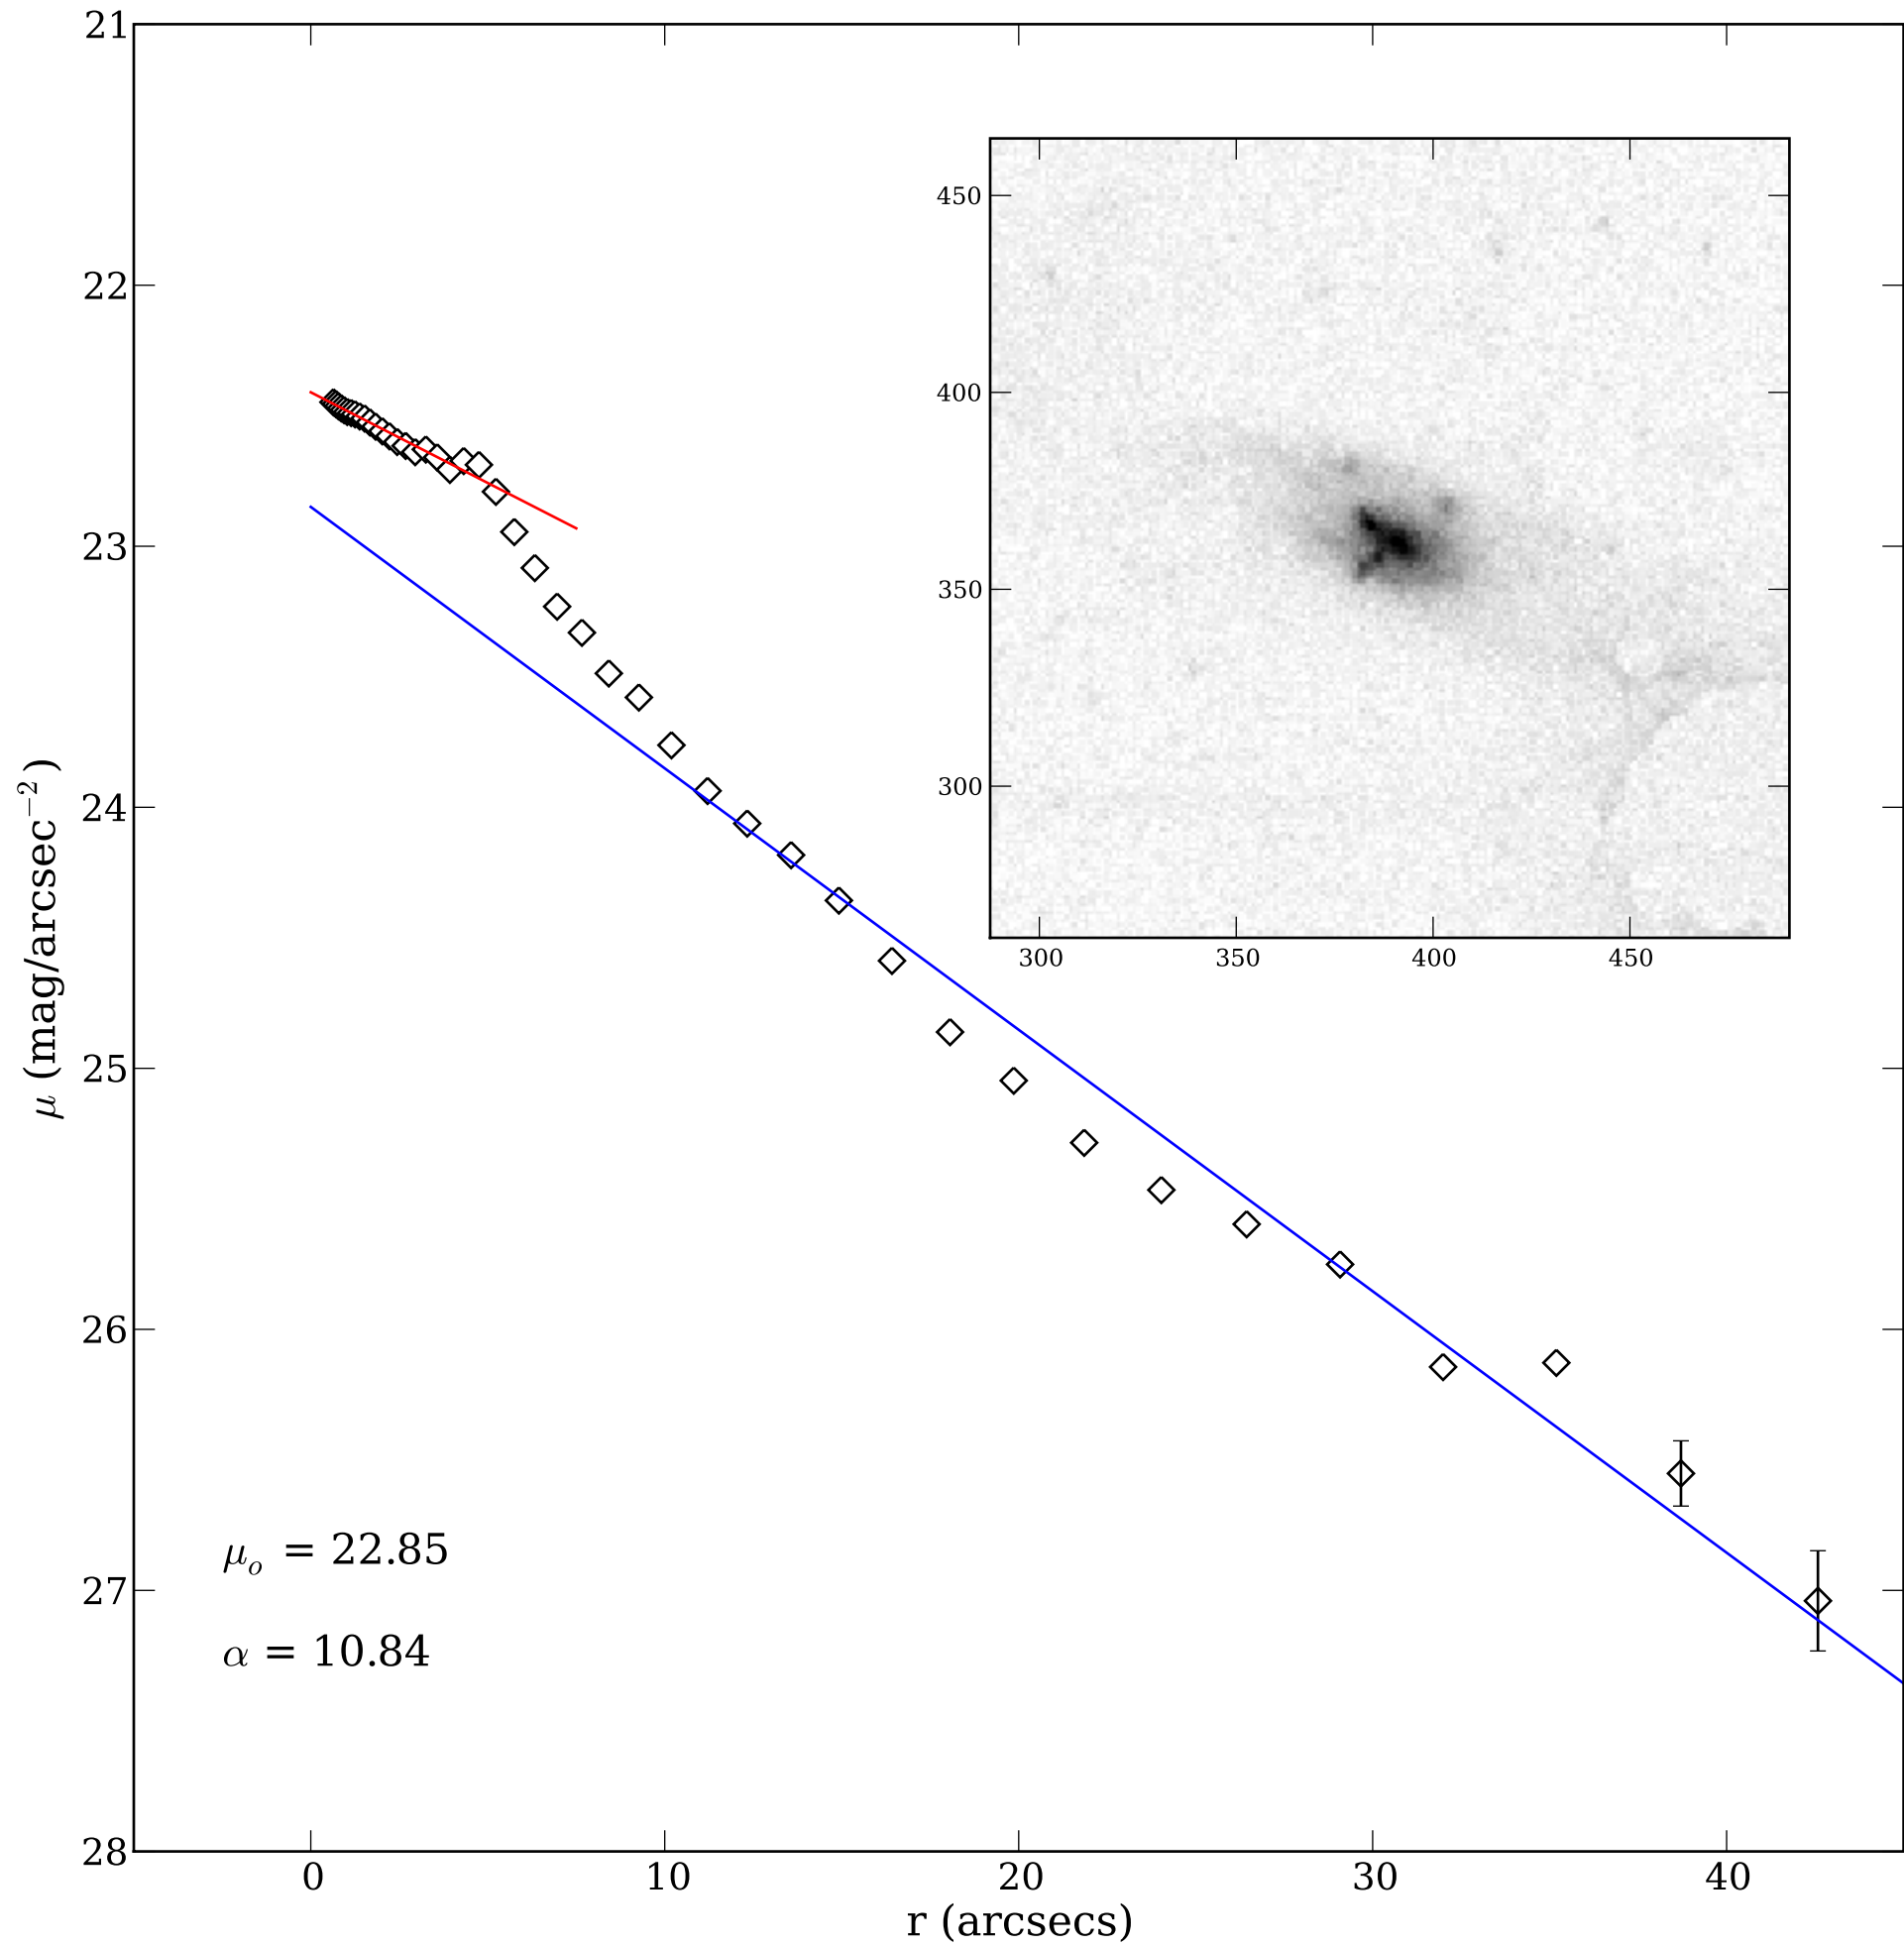 21
22
23
24
25
26
27
28
μ (mag/arcsec⁻²)
0 10 20 30 40
r (arcsecs)
μₒ = 22.85
α = 10.84
450
400
350
300
300 350 400 450